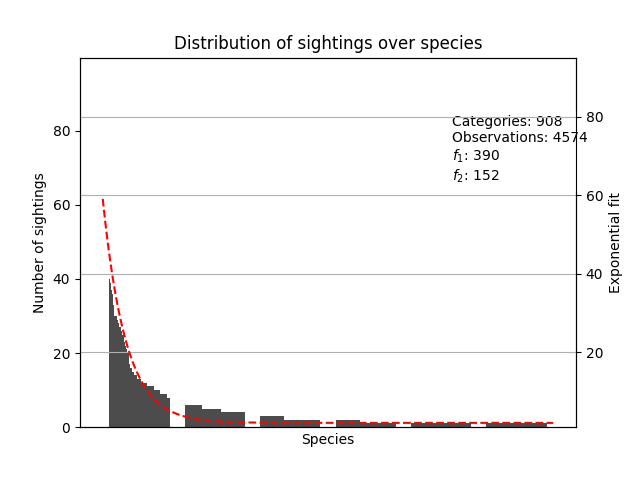 Distribution of sightings over species
Number of sightings
80
60
40
20
0
Categories: 908
Observations: 4574
f₁: 390
f₂: 152
80
60
40
20
Exponential fit
Species